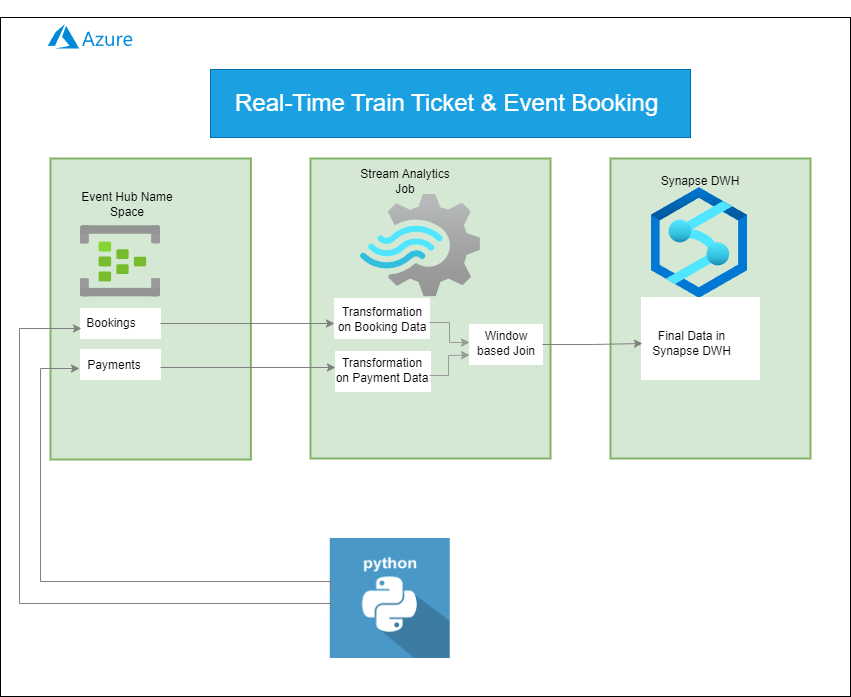 Azure
Real-Time Train Ticket & Event Booking
Event Hub Name
Space
Bookings
Payments
Stream Analytics
Job
Transformation
on Booking Data
Transformation
on Payment Data
Window
based Join
Synapse DWH
Final Data in
Synapse DWH
python